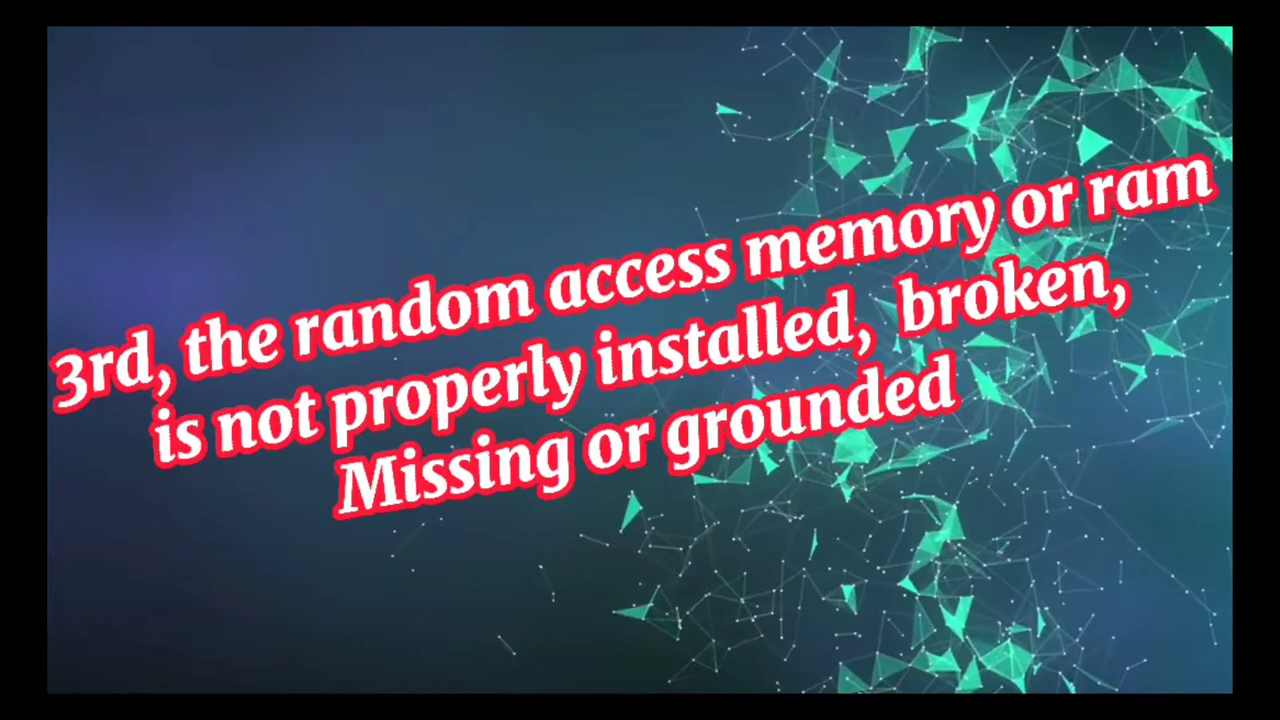 3rd, the random access memory or ram
is not properly installed, broken,
Missing or grounded